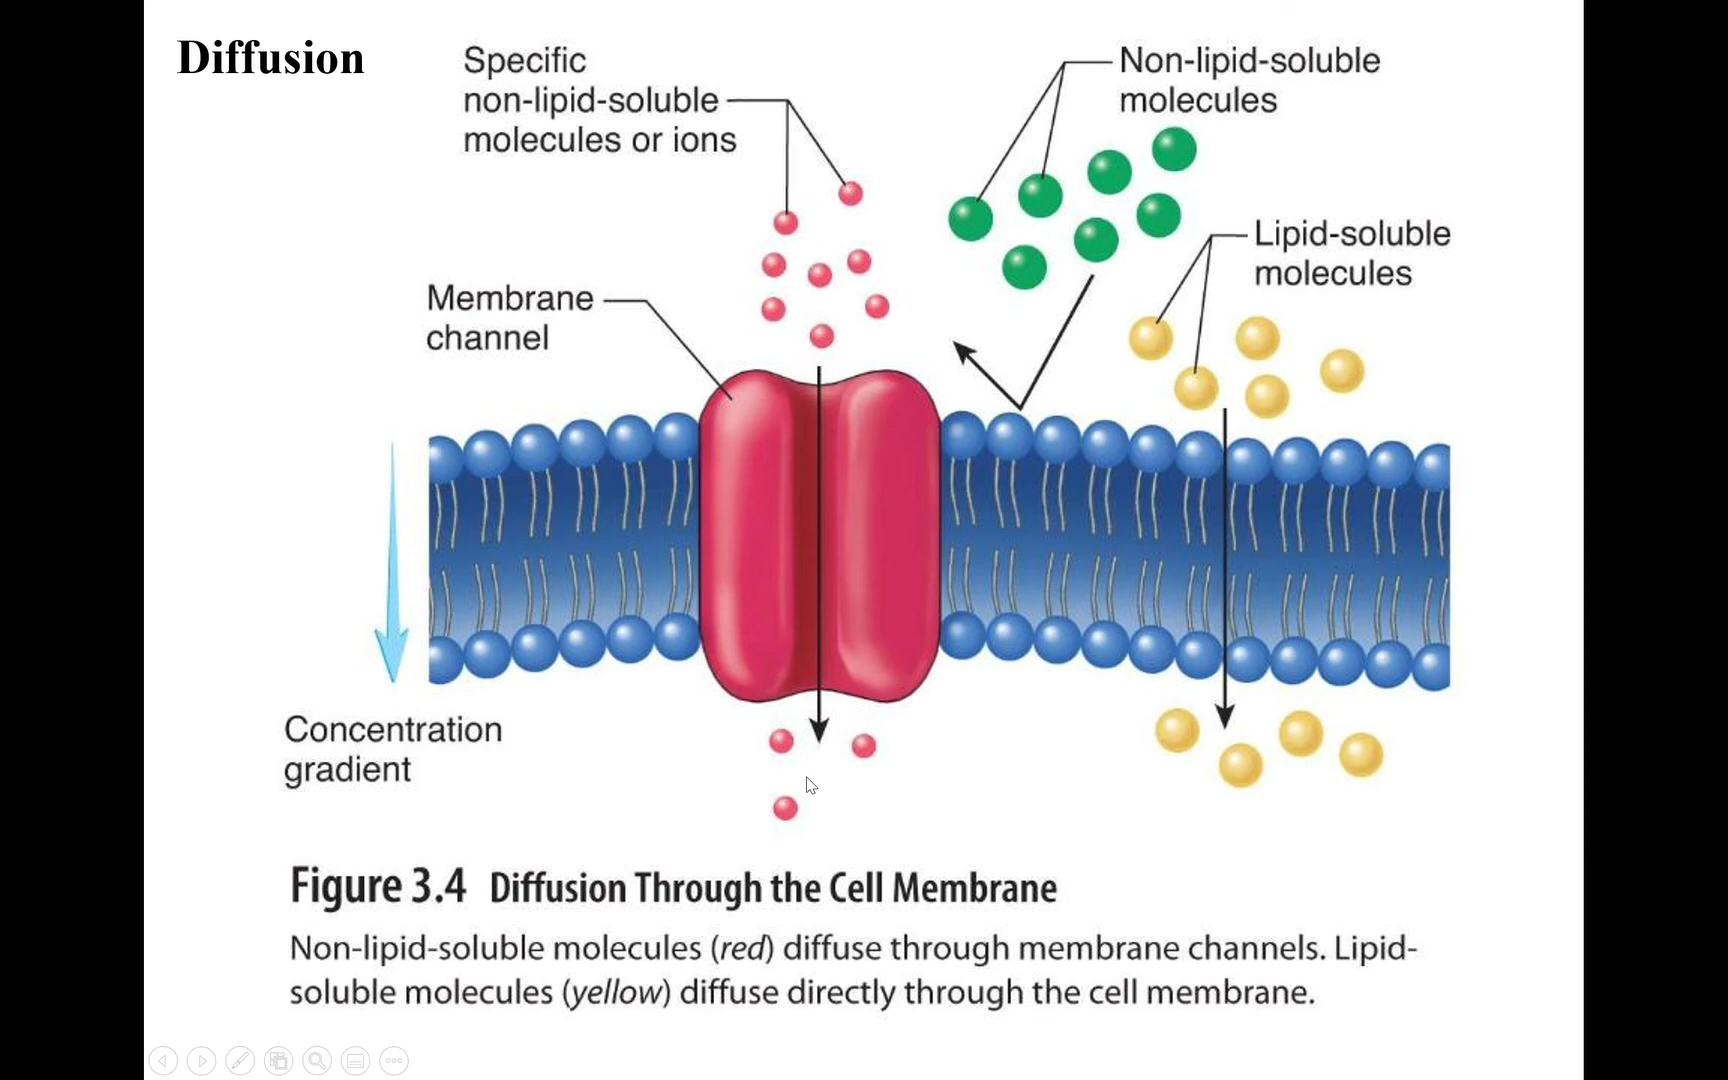 Diffusion
Specific
non-lipid-soluble
molecules or ions
Non-lipid-soluble
molecules
Lipid-soluble
molecules
Membrane
channel
Concentration
gradient
Figure 3.4 Diffusion Through the Cell Membrane
Non-lipid-soluble molecules (red) diffuse through membrane channels. Lipid-
soluble molecules (yellow) diffuse directly through the cell membrane.